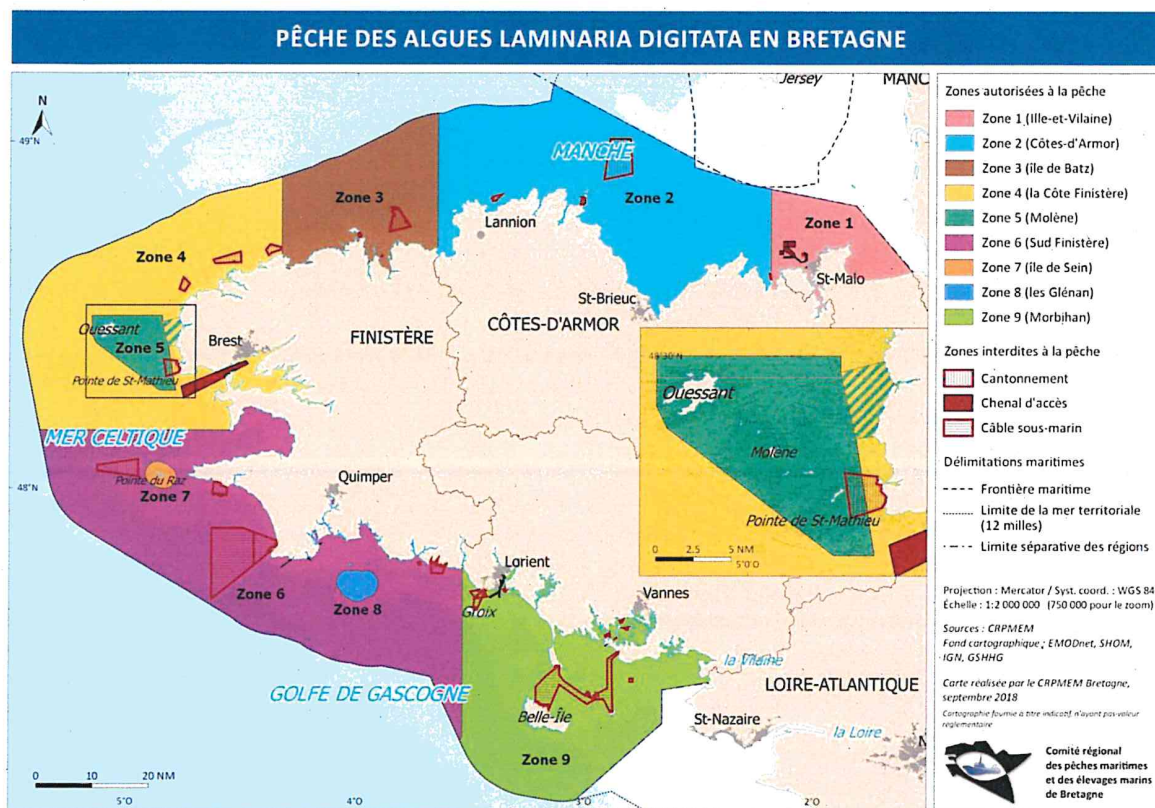 PÊCHE DES ALGUES LAMINARIA DIGITATA EN BRETAGNE
N
49°N
48°N
5°O
4°O
3°O
2°O
Jersey
MANC
MANCHE
Zone 3
Zone 2
Zone 1
Lannion
Zone 4
St-Malo
St-Brieuc
Ouessant
Zone 5
Brest
FINISTÈRE
CÔTES-D'ARMOR
Pointe de St-Mathieu
MER CELTIQUE
Pointe du Raz
Zone 7
Quimper
Zone 6
Zone 8
Lorient
Groix
Vannes
la Vilaine
GOLFE DE GASCOGNE
Belle-Île
LOIRE-ATLANTIQUE
St-Nazaire
la Loire
N
Zone 9
0 10 20 NM
48°30'N
Ouessant
Molène
Pointe de St-Mathieu
0 2.5 5 NM
5°0'O
Zones autorisées à la pêche
Zone 1 (Ille-et-Vilaine)
Zone 2 (Côtes-d'Armor)
Zone 3 (île de Batz)
Zone 4 (la Côte Finistère)
Zone 5 (Molène)
Zone 6 (Sud Finistère)
Zone 7 (île de Sein)
Zone 8 (les Glénan)
Zone 9 (Morbihan)
Zones interdites à la pêche
Cantonnement
Chenal d'accès
Câble sous-marin
Délimitations maritimes
Frontière maritime
Limite de la mer territoriale
(12 milles)
Limite séparative des régions
Projection : Mercator / Syst. coord. : WGS 84
Échelle : 1:2 000 000 (750 000 pour le zoom)
Sources : CRPMEM
Fond cartographique : EMODnet, SHOM,
IGN, GSHHG
Carte réalisée par le CRPMEM Bretagne,
septembre 2018
Cartographie fournie à titre indicatif n'ayant pas valeur
réglementaire
Comité régional
des pêches maritimes
et des élevages marins
de Bretagne